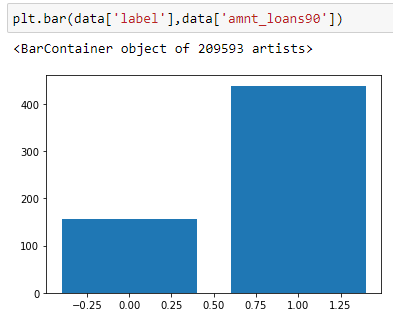 plt.bar(data['label'],data['amnt_loans90'])
<BarContainer object of 209593 artists>
400
300
200
100
0
−0.25 0.00 0.25 0.50 0.75 1.00 1.25